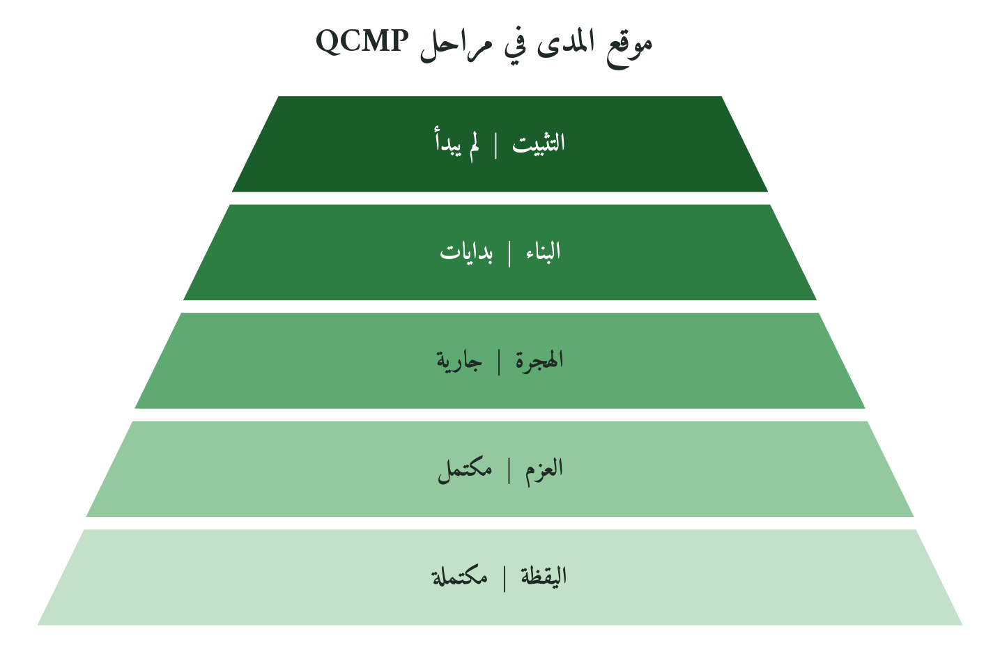 موقع المدى في مراحل QCMP
التثبيت | لم يبدأ
البناء | بدايات
الهجرة | جارية
العزم | مكتمل
اليقظة | مكتملة